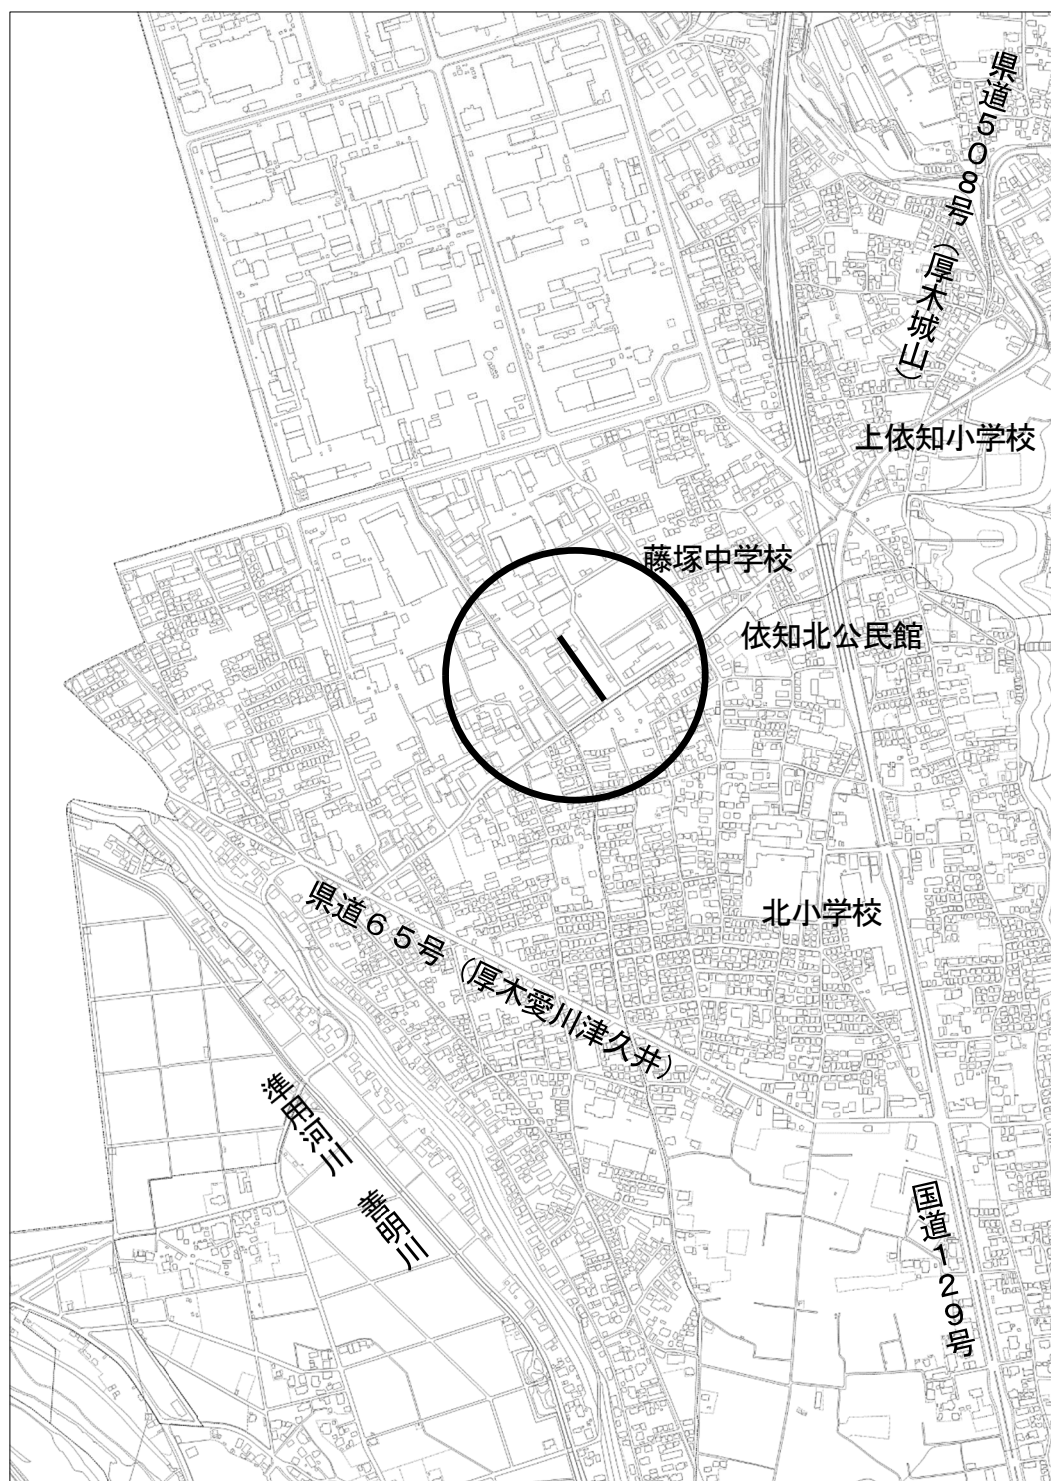 県道508号(厚木城山)
上依知小学校
藤塚中学校
依知北公民館
北小学校
県道65号(厚木愛川津久井)
準用河川 善明川
国道129号